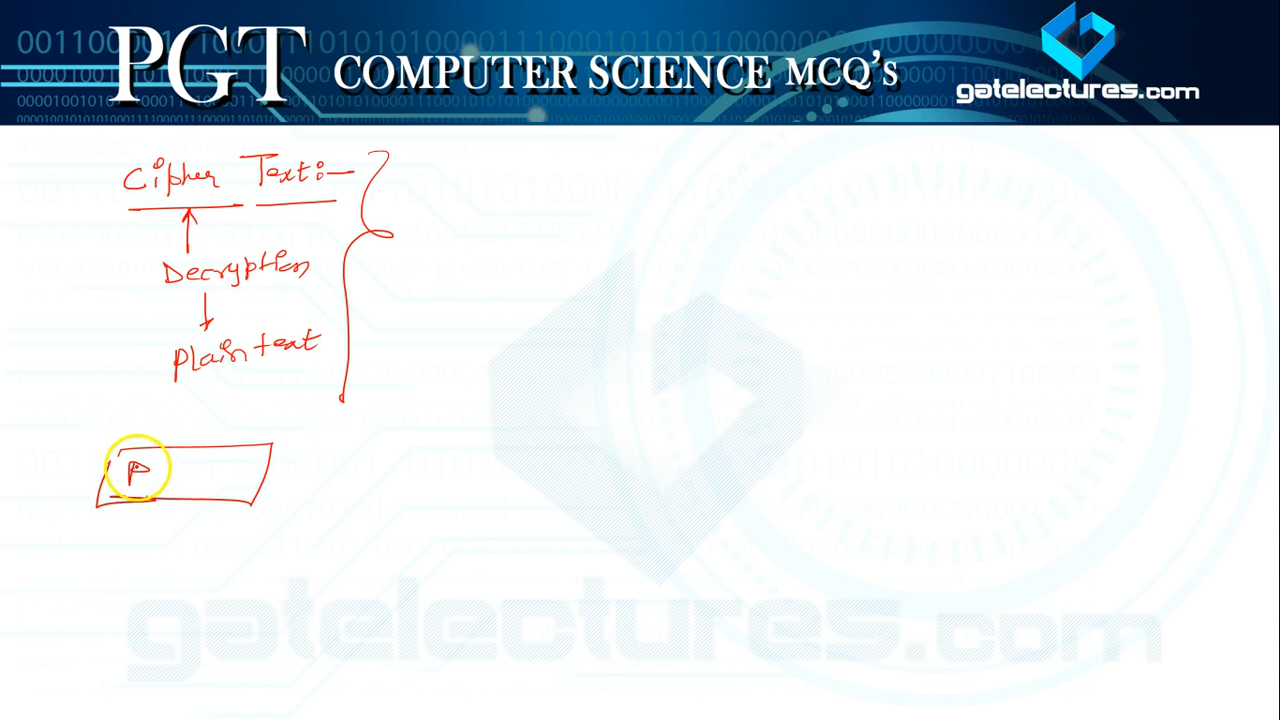 PGT COMPUTER SCIENCE MCQ's
gatelectures.com
Cipher Text:-
Decryption
Plain text
P
gatelectures.com